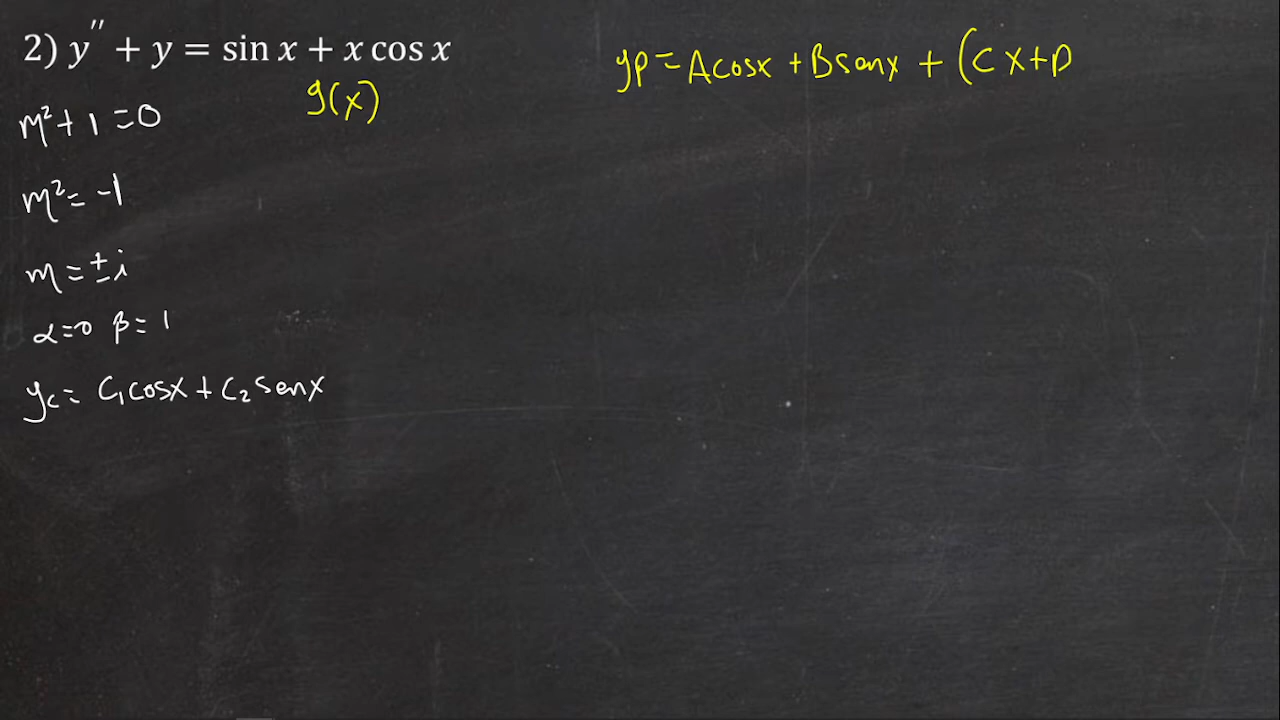 2) y'' + y = sin x + x cos x
g(x)
m² + 1 = 0
m² = -1
m = ±i
α=0 β=1
yc = C₁cosx + C₂senx
yp = Acosx + Bsenx + (Cx+D